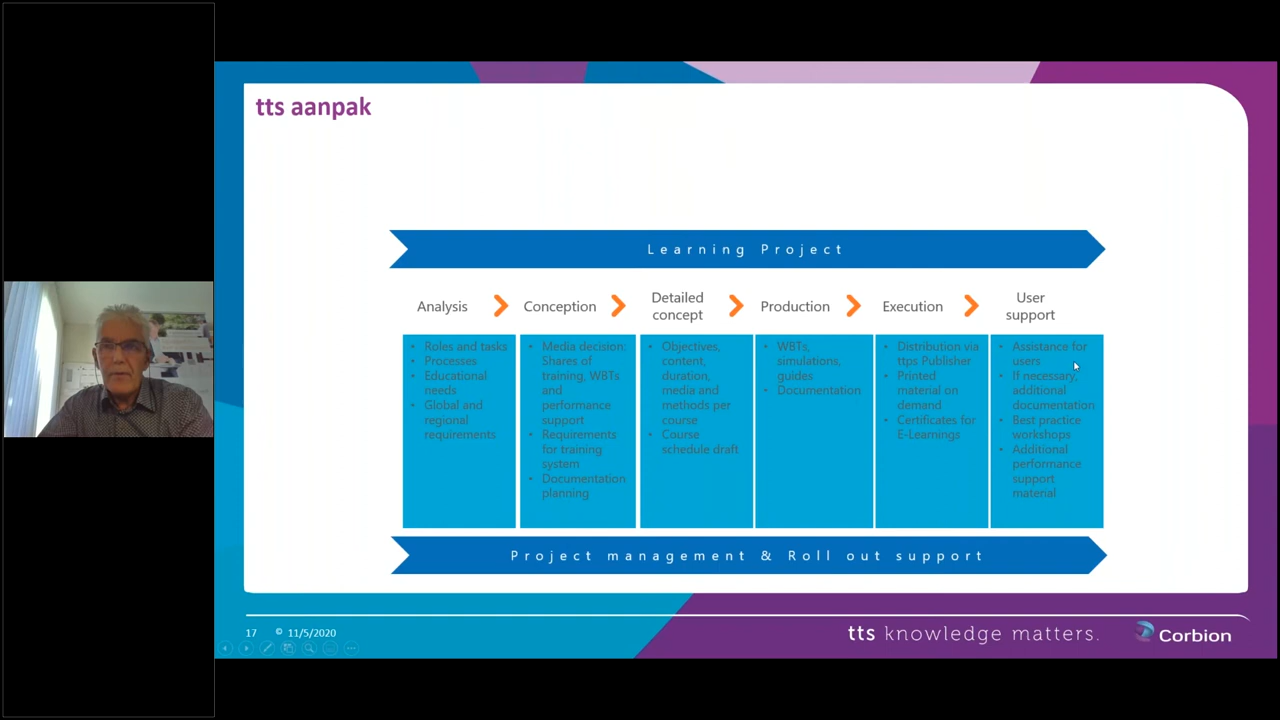 tts aanpak
Learning Project
Analysis
Conception
Detailed
concept
Production
Execution
User
support
• Roles and tasks
• Processes
• Educational
needs
• Global and
regional
requirements
• Media decision:
Shares of
training, WBTs
and
performance
support
• Requirements
for training
system
• Documentation
planning
• Objectives,
content,
duration,
media and
methods per
course
• Course
schedule draft
• WBTs,
simulations,
guides
• Documentation
• Distribution via
ttps Publisher
• Printed
material on
demand
• Certificates for
E-Learnings
• Assistance for
users
• If necessary,
additional
documentation
• Best practice
workshops
• Additional
performance
support
material
Project management & Roll out support
17 © 11/5/2020
tts knowledge matters.
Corbion